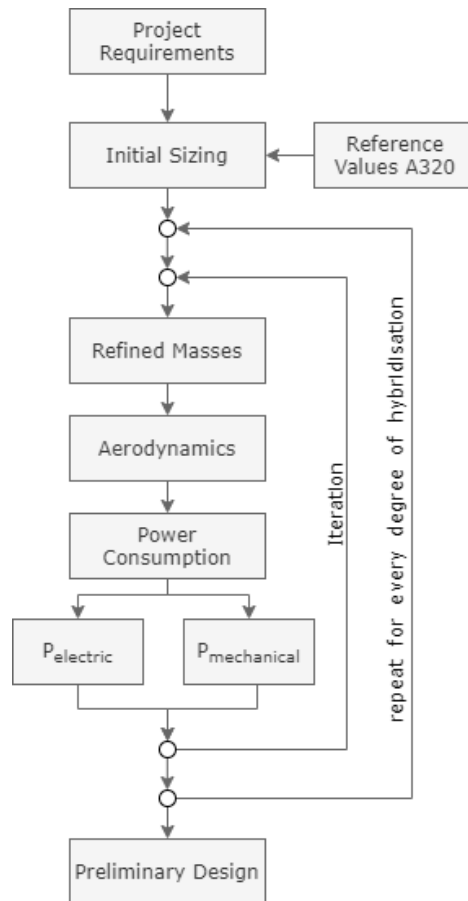 Project
Requirements
Initial Sizing
Reference
Values A320
Refined Masses
Aerodynamics
Power
Consumption
Pelectric
Pmechanical
Iteration
repeat for every degree of hybridisation
Preliminary Design